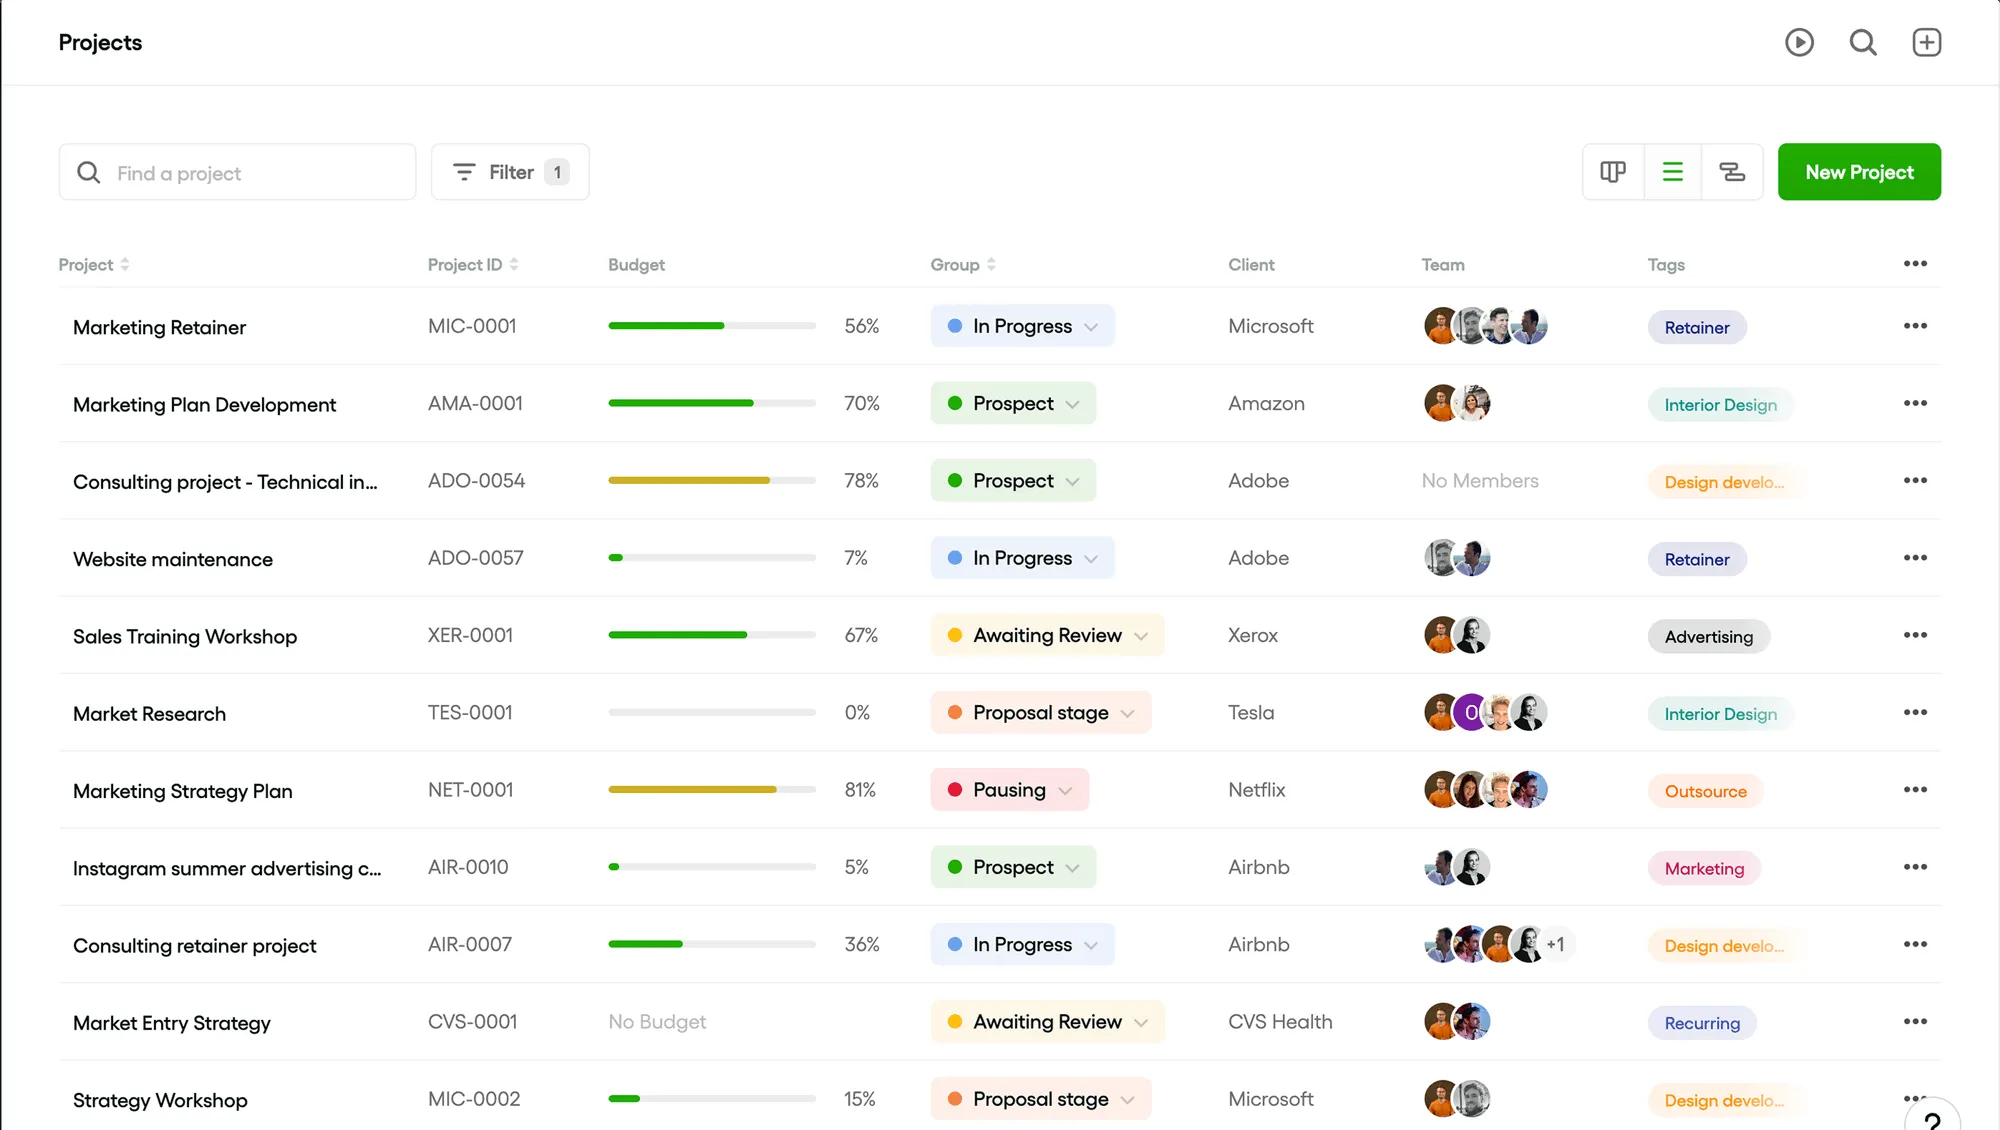 Projects
Find a project
Filter 1
New Project
Project Project ID Budget Group Client Team Tags
Marketing Retainer MIC-0001 56% In Progress Microsoft Retainer
Marketing Plan Development AMA-0001 70% Prospect Amazon Interior Design
Consulting project - Technical in... ADO-0054 78% Prospect Adobe No Members Design develo...
Website maintenance ADO-0057 7% In Progress Adobe Retainer
Sales Training Workshop XER-0001 67% Awaiting Review Xerox Advertising
Market Research TES-0001 0% Proposal stage Tesla O Interior Design
Marketing Strategy Plan NET-0001 81% Pausing Netflix Outsource
Instagram summer advertising c... AIR-0010 5% Prospect Airbnb Marketing
Consulting retainer project AIR-0007 36% In Progress Airbnb +1 Design develo...
Market Entry Strategy CVS-0001 No Budget Awaiting Review CVS Health Recurring
Strategy Workshop MIC-0002 15% Proposal stage Microsoft Design develo...
?